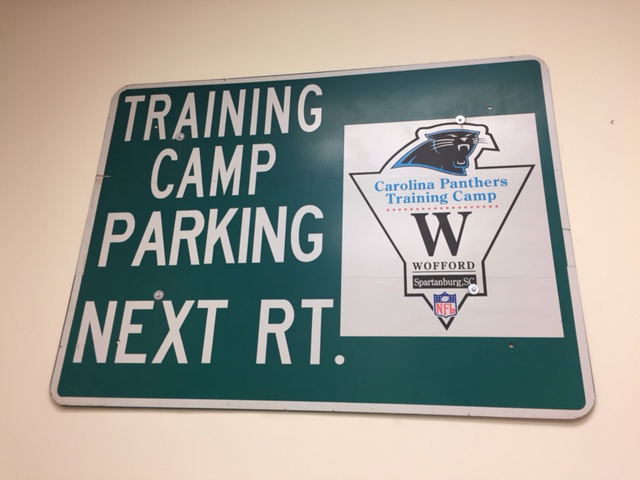 TRAINING
CAMP
PARKING
NEXT RT.
Carolina Panthers
Training Camp
W
WOFFORD
Spartanburg, SC
NFL